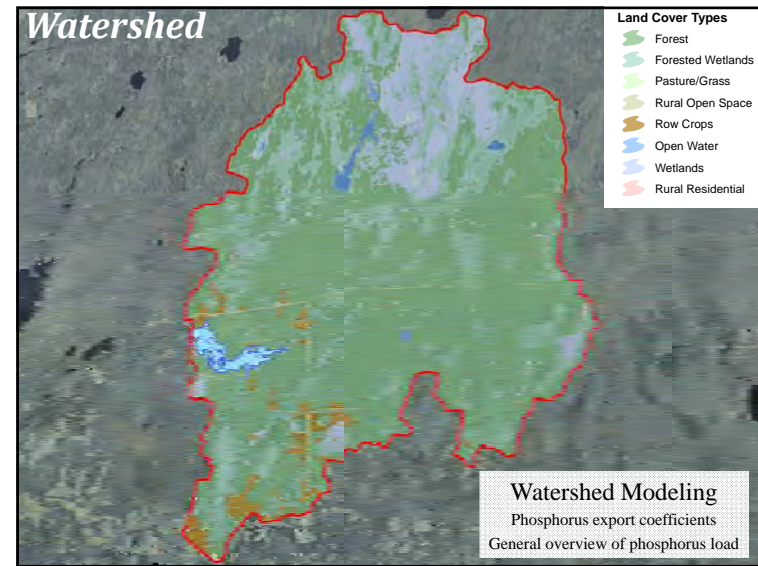 Watershed
Land Cover Types
Forest
Forested Wetlands
Pasture/Grass
Rural Open Space
Row Crops
Open Water
Wetlands
Rural Residential
Watershed Modeling
Phosphorus export coefficients
General overview of phosphorus load